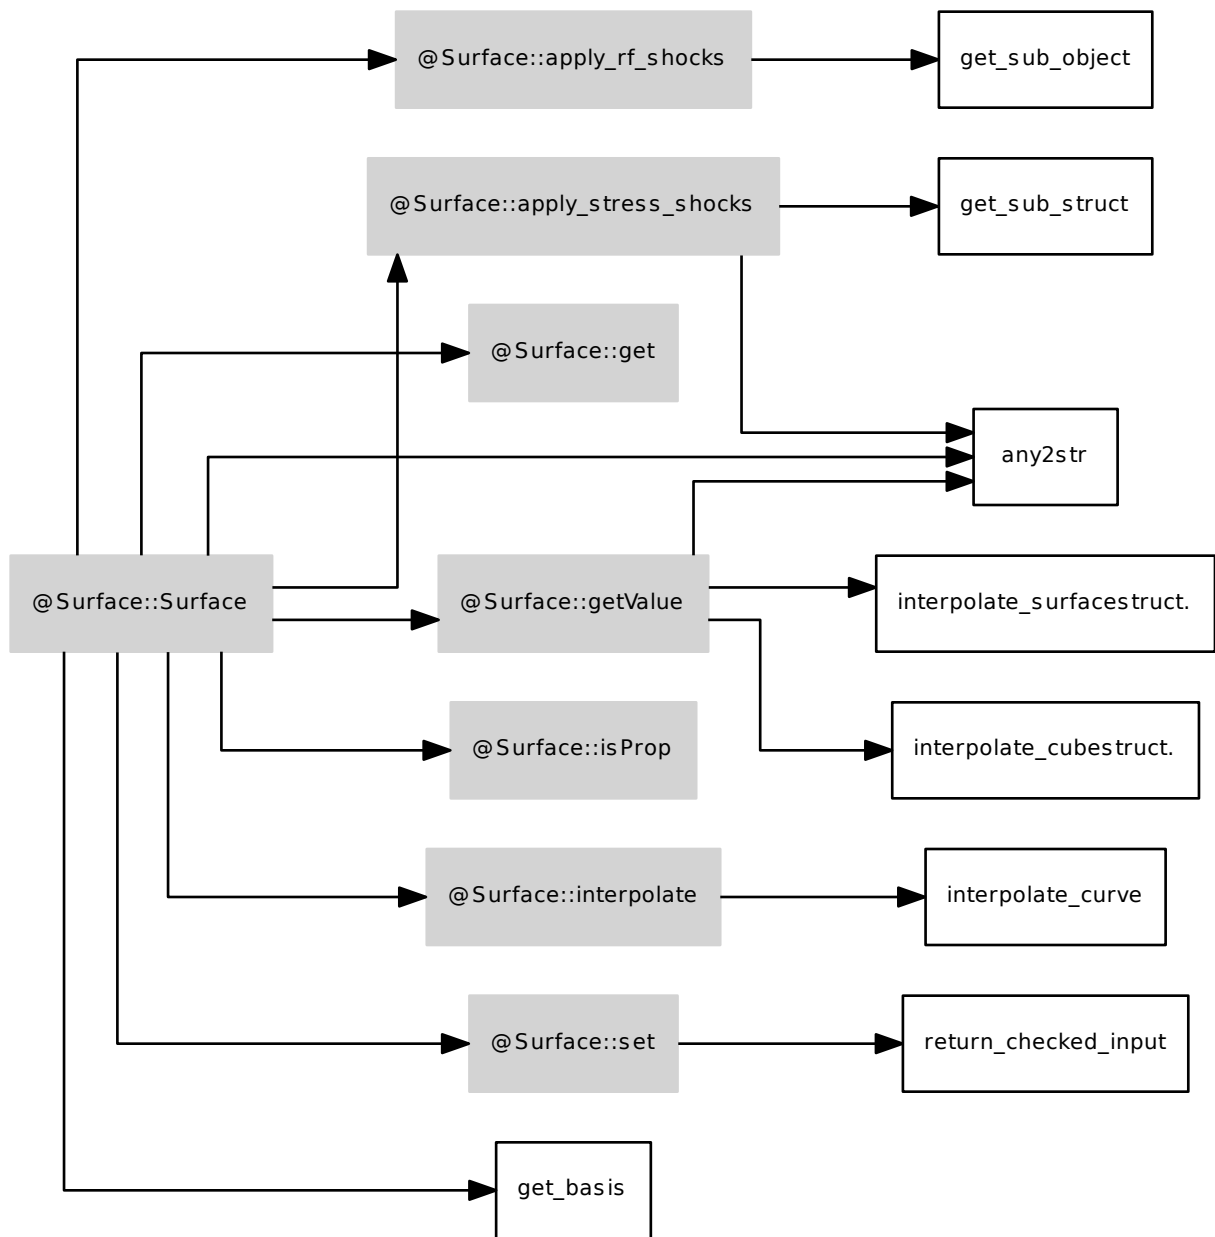 @Surface::apply_rf_shocks
get_sub_object
@Surface::apply_stress_shocks
get_sub_struct
@Surface::get
any2str
@Surface::Surface
@Surface::getValue
interpolate_surfacestruct.
@Surface::isProp
interpolate_cubestruct.
@Surface::interpolate
interpolate_curve
@Surface::set
return_checked_input
get_basis